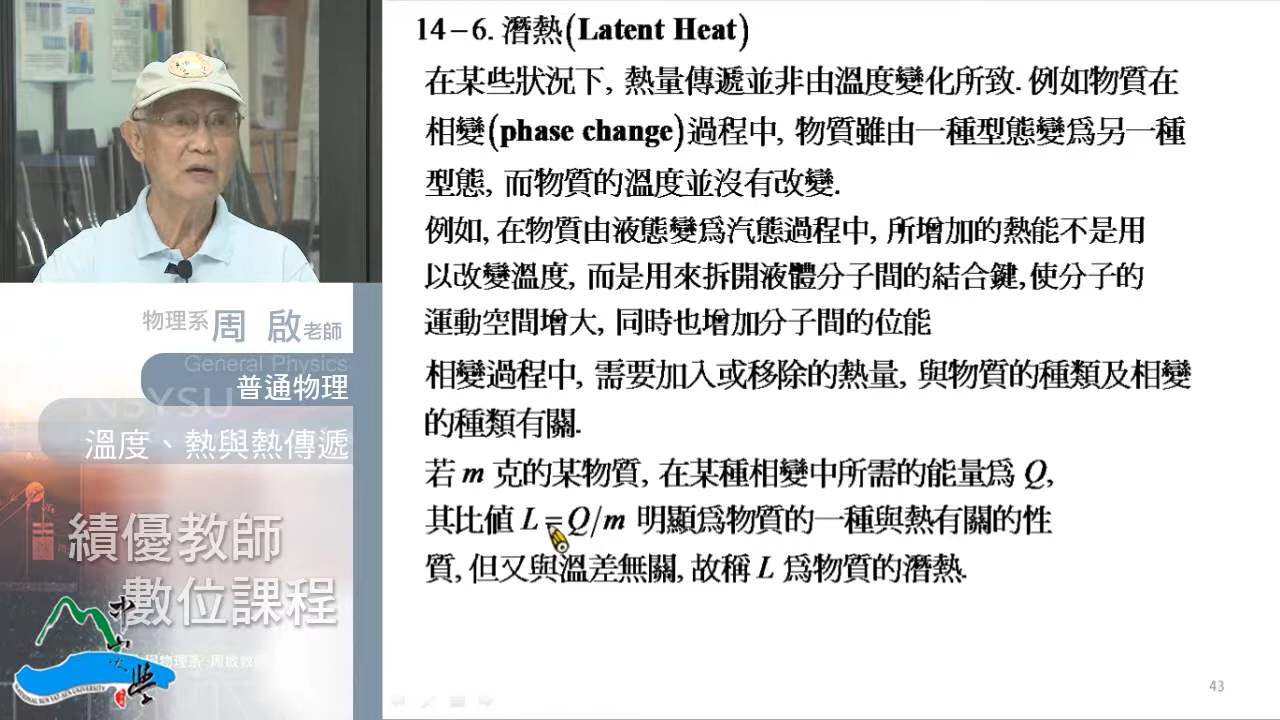 14-6. 潛熱(Latent Heat)
在某些狀況下, 熱量傳遞並非由溫度變化所致. 例如物質在
相變(phase change)過程中, 物質雖由一種型態變為另一種
型態, 而物質的溫度並沒有改變.
例如, 在物質由液態變為汽態過程中, 所增加的熱能不是用
以改變溫度, 而是用來拆開液體分子間的結合鍵, 使分子的
運動空間增大, 同時也增加分子間的位能
相變過程中, 需要加入或移除的熱量, 與物質的種類及相變
的種類有關.
若 m 克的某物質, 在某種相變中所需的能量為 Q,
其比值 L=Q/m 明顯為物質的一種與熱有關的性
質, 但又與溫差無關, 故稱 L 為物質的潛熱.
43
物理系周 啟老師
General Physics
普通物理
NSYSU
溫度、熱與熱傳遞
績優教師
數位課程